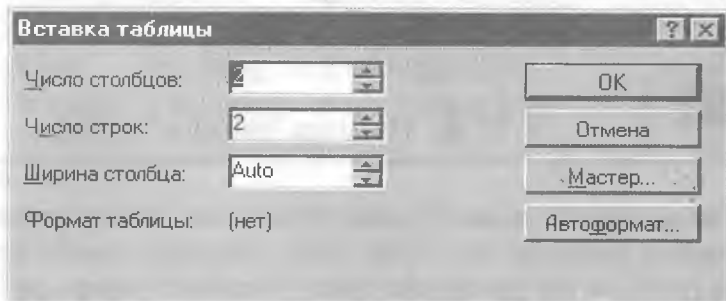 Вставка таблицы
Число столбцов: 2 OK
Число строк: 2 Отмена
Ширина столбца: Auto Мастер...
Формат таблицы: (нет) Автоформат...